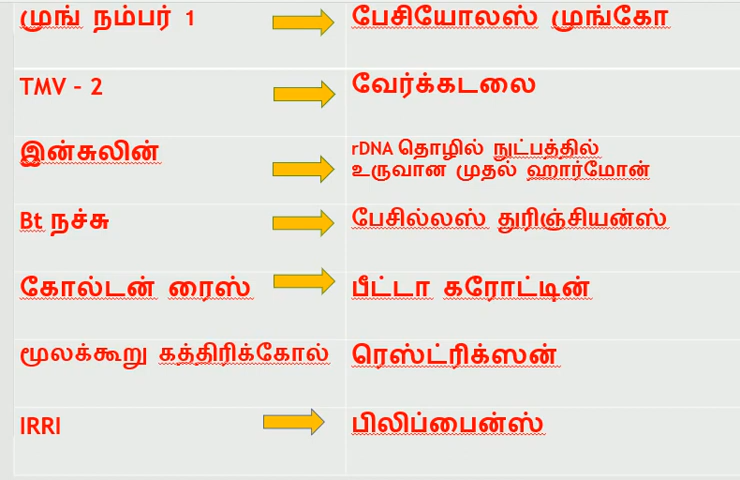 முங் நம்பர் 1 பேசியோலஸ் முங்கோ
TMV - 2 வேர்க்கடலை
இன்சுலின் rDNA தொழில் நுட்பத்தில்
உருவான முதல் ஹார்மோன்
Bt நச்சு பேசில்லஸ் துரிஞ்சியன்ஸ்
கோல்டன் ரைஸ் பீட்டா கரோட்டின்
மூலக்கூறு கத்திரிக்கோல் ரெஸ்ட்ரிக்ஸன்
IRRI பிலிப்பைன்ஸ்